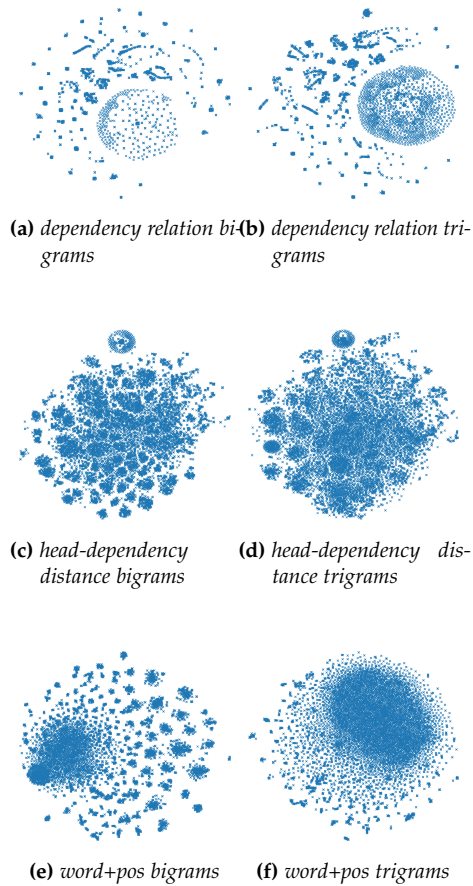 (a) dependency relation bi-
grams
(b) dependency relation tri-
grams
(c) head-dependency
distance bigrams
(d) head-dependency dis-
tance trigrams
(e) word+pos bigrams
(f) word+pos trigrams